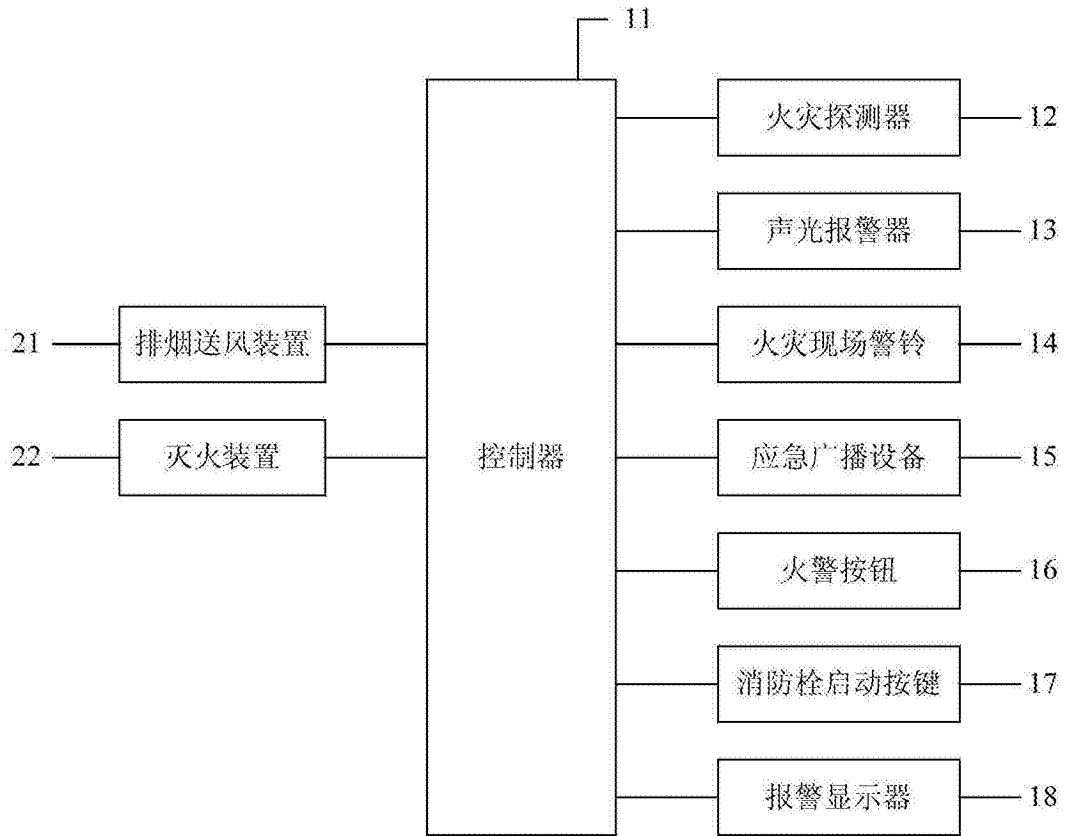 11
火灾探测器 12
声光报警器 13
21 排烟送风装置 火灾现场警铃 14
22 灭火装置 控制器 应急广播设备 15
火警按钮 16
消防栓启动按键 17
报警显示器 18